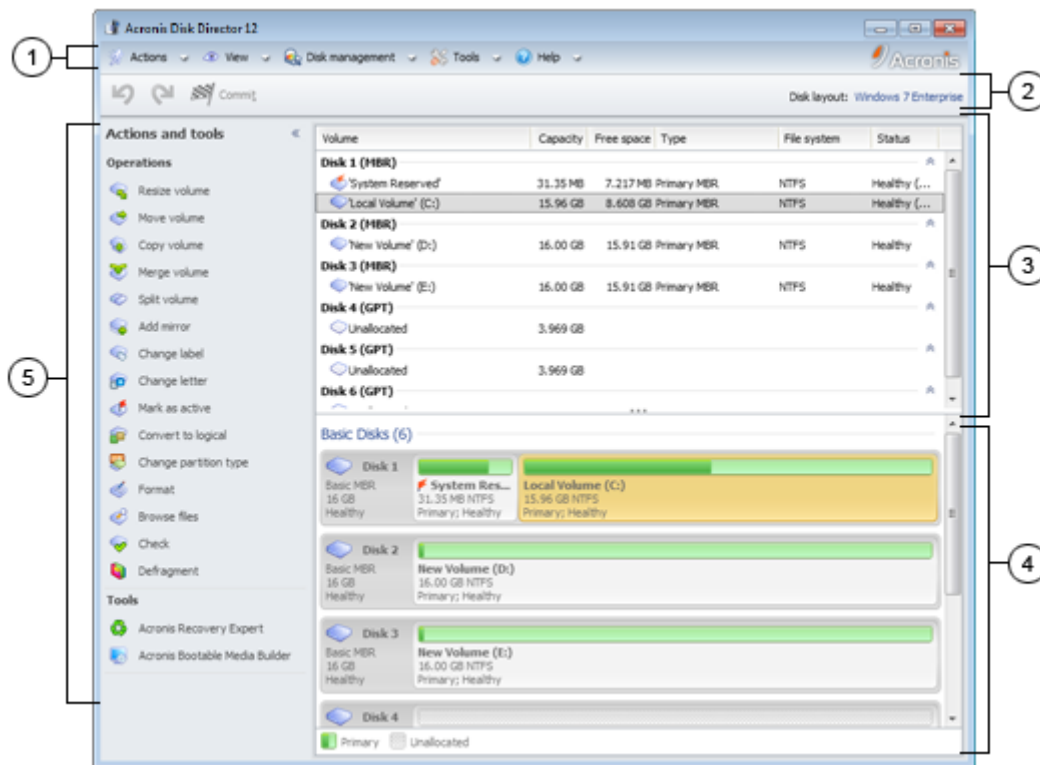 Acronis Disk Director 12
1
Actions View Disk management Tools Help
Acronis
2
Commit
Disk layout: Windows 7 Enterprise
5
Actions and tools
Operations
Resize volume
Move volume
Copy volume
Merge volume
Split volume
Add mirror
Change label
Change letter
Mark as active
Convert to logical
Change partition type
Format
Browse files
Check
Defragment
Tools
Acronis Recovery Expert
Acronis Bootable Media Builder
3
Volume Capacity Free space Type File system Status
Disk 1 (MBR)
'System Reserved' 31.35 MB 7.217 MB Primary MBR NTFS Healthy (...
'Local Volume' (C:) 15.96 GB 8.608 GB Primary MBR NTFS Healthy (...
Disk 2 (MBR)
'New Volume' (D:) 16.00 GB 15.91 GB Primary MBR NTFS Healthy
Disk 3 (MBR)
'New Volume' (E:) 16.00 GB 15.91 GB Primary MBR NTFS Healthy
Disk 4 (GPT)
Unallocated 3.969 GB
Disk 5 (GPT)
Unallocated 3.969 GB
Disk 6 (GPT)
4
Basic Disks (6)
Disk 1
Basic MBR
16 GB
Healthy
System Res...
31.35 MB NTFS
Primary; Healthy
Local Volume (C:)
15.96 GB NTFS
Primary; Healthy
Disk 2
Basic MBR
16 GB
Healthy
New Volume (D:)
16.00 GB NTFS
Primary; Healthy
Disk 3
Basic MBR
16 GB
Healthy
New Volume (E:)
16.00 GB NTFS
Primary; Healthy
Disk 4
Primary Unallocated